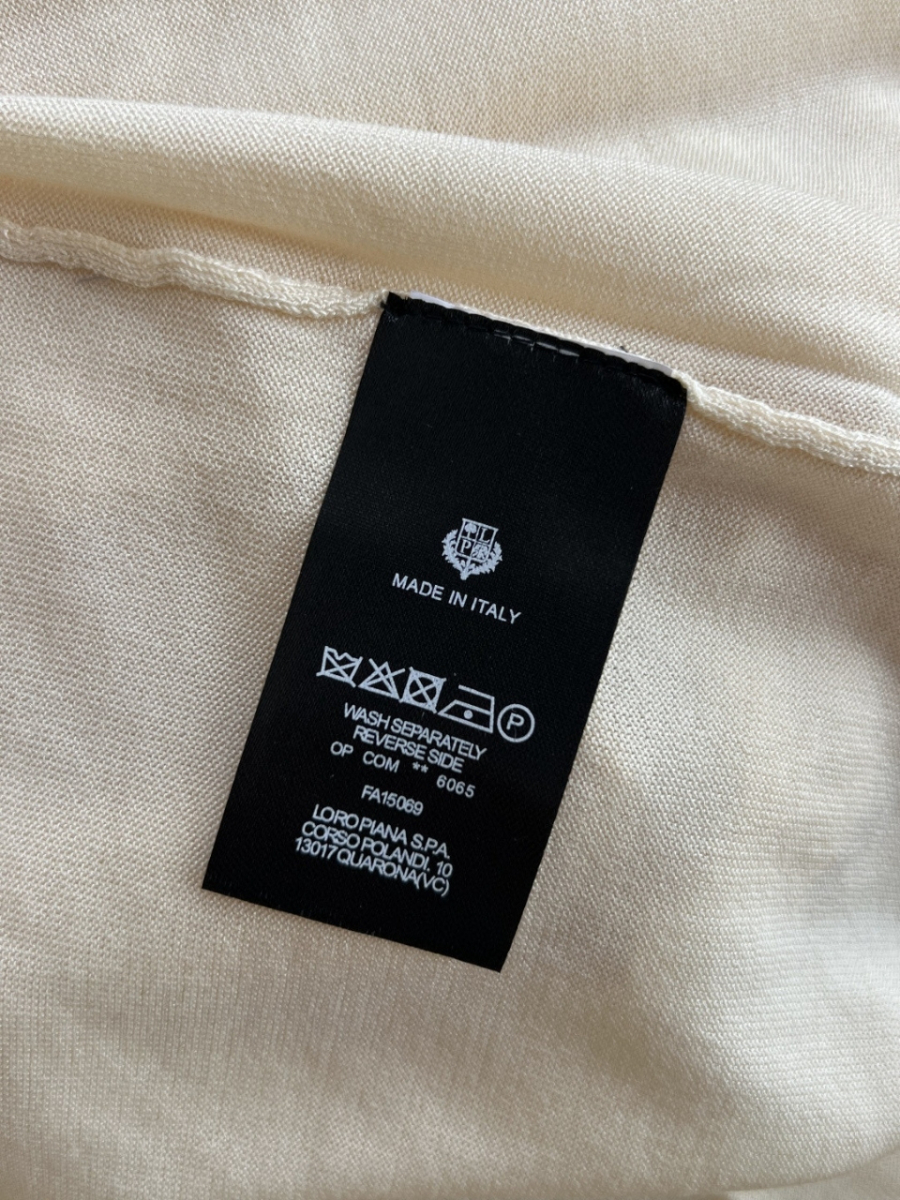 L
P
MADE IN ITALY
P
WASH SEPARATELY
REVERSE SIDE
OP COM ** 6065
FA15069
LORO PIANA S.P.A.
CORSO POLANDI. 10
13017 QUARONA(VC)